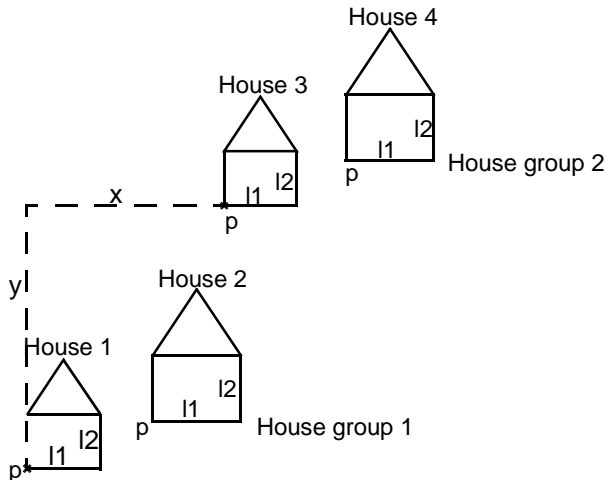 House 4
House 3
l2
l1
l2
House group 2
p
x
l1
p
House 2
y
House 1
l2
l1
l2
p
House group 1
l1
p